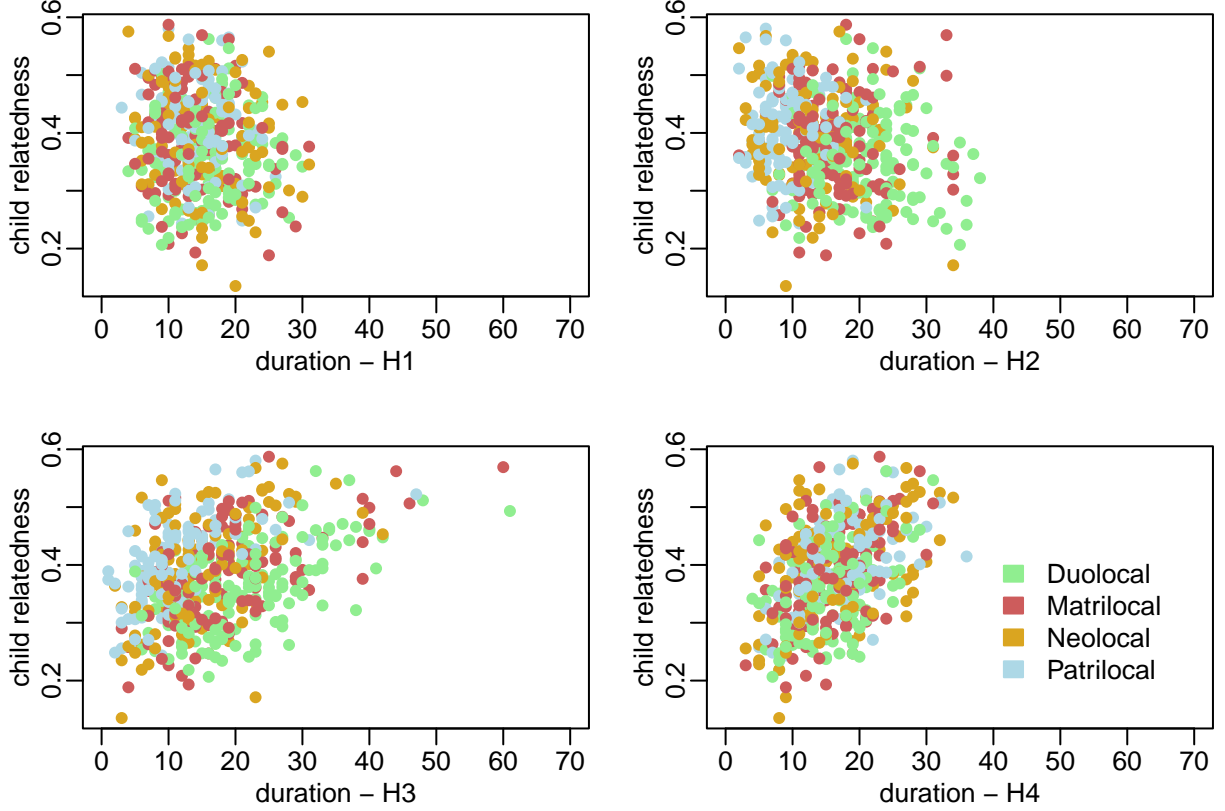 0.6
0.4
0.2
child relatedness
0 10 20 30 40 50 60 70
duration – H1
0.6
0.4
0.2
child relatedness
0 10 20 30 40 50 60 70
duration – H2
0.6
0.4
0.2
child relatedness
0 10 20 30 40 50 60 70
duration – H3
0.6
0.4
0.2
child relatedness
Duolocal
Matrilocal
Neolocal
Patrilocal
0 10 20 30 40 50 60 70
duration – H4